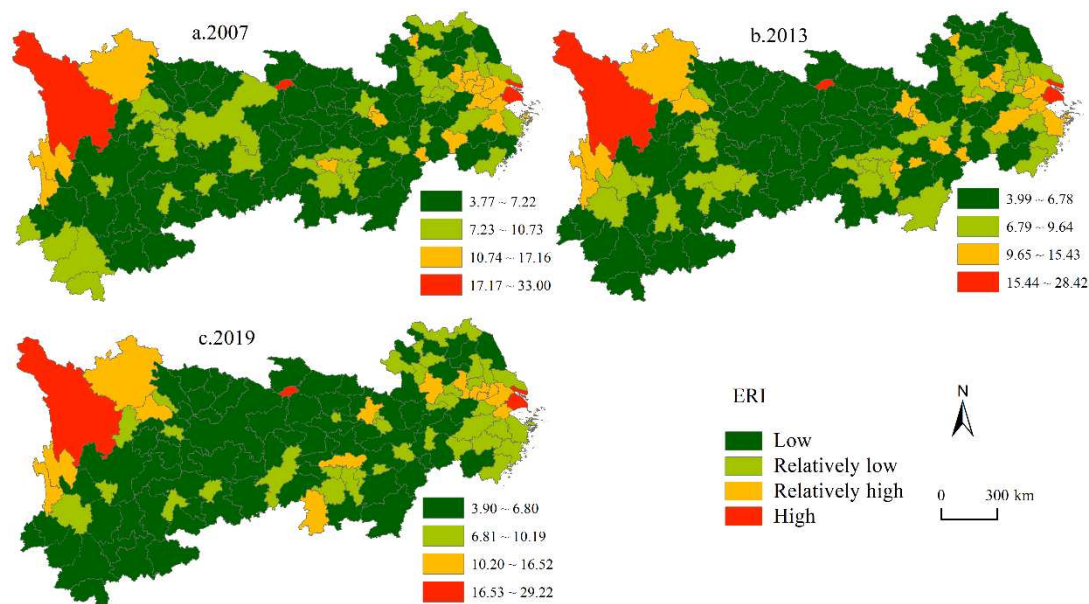 a.2007
3.77 ~ 7.22
7.23 ~ 10.73
10.74 ~ 17.16
17.17 ~ 33.00
b.2013
3.99 ~ 6.78
6.79 ~ 9.64
9.65 ~ 15.43
15.44 ~ 28.42
c.2019
3.90 ~ 6.80
6.81 ~ 10.19
10.20 ~ 16.52
16.53 ~ 29.22
ERI
Low
Relatively low
Relatively high
High
N
0 300 km